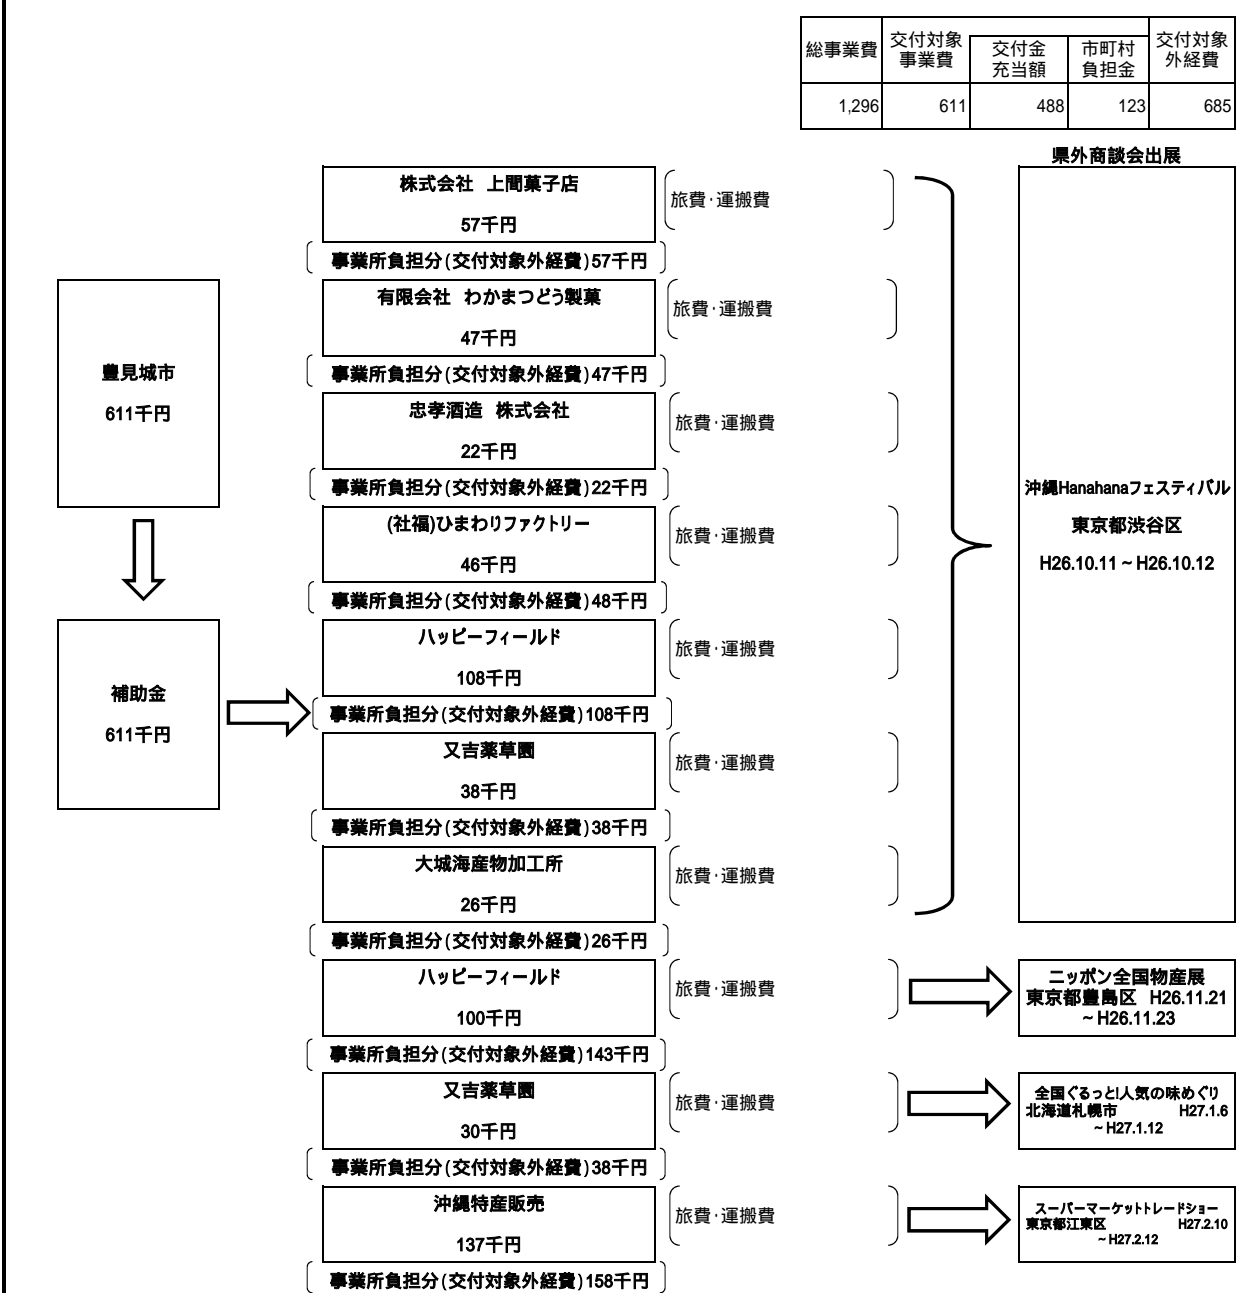 総事業費 交付対象事業費 交付金充当額 市町村負担金 交付対象外経費
1,296 611 488 123 685
県外商談会出展
株式会社 上間菓子店
57千円
旅費・運搬費
事業所負担分(交付対象外経費)57千円
有限会社 わかまつどう製菓
47千円
旅費・運搬費
事業所負担分(交付対象外経費)47千円
豊見城市
611千円
忠孝酒造 株式会社
22千円
旅費・運搬費
事業所負担分(交付対象外経費)22千円
(社福)ひまわりファクトリー
46千円
旅費・運搬費
事業所負担分(交付対象外経費)48千円
沖縄Hanahanaフェスティバル
東京都渋谷区
H26.10.11～H26.10.12
ハッピーフィールド
108千円
旅費・運搬費
事業所負担分(交付対象外経費)108千円
補助金
611千円
又吉薬草園
38千円
旅費・運搬費
事業所負担分(交付対象外経費)38千円
大城海産物加工所
26千円
旅費・運搬費
事業所負担分(交付対象外経費)26千円
ハッピーフィールド
100千円
旅費・運搬費
事業所負担分(交付対象外経費)143千円
ニッポン全国物産展
東京都豊島区 H26.11.21
～H26.11.23
又吉薬草園
30千円
旅費・運搬費
事業所負担分(交付対象外経費)38千円
全国ぐるっと!人気の味めぐり
北海道札幌市 H27.1.6
～H27.1.12
沖縄特産販売
137千円
旅費・運搬費
事業所負担分(交付対象外経費)158千円
スーパーマーケットトレードショー
東京都江東区 H27.2.10
～H27.2.12